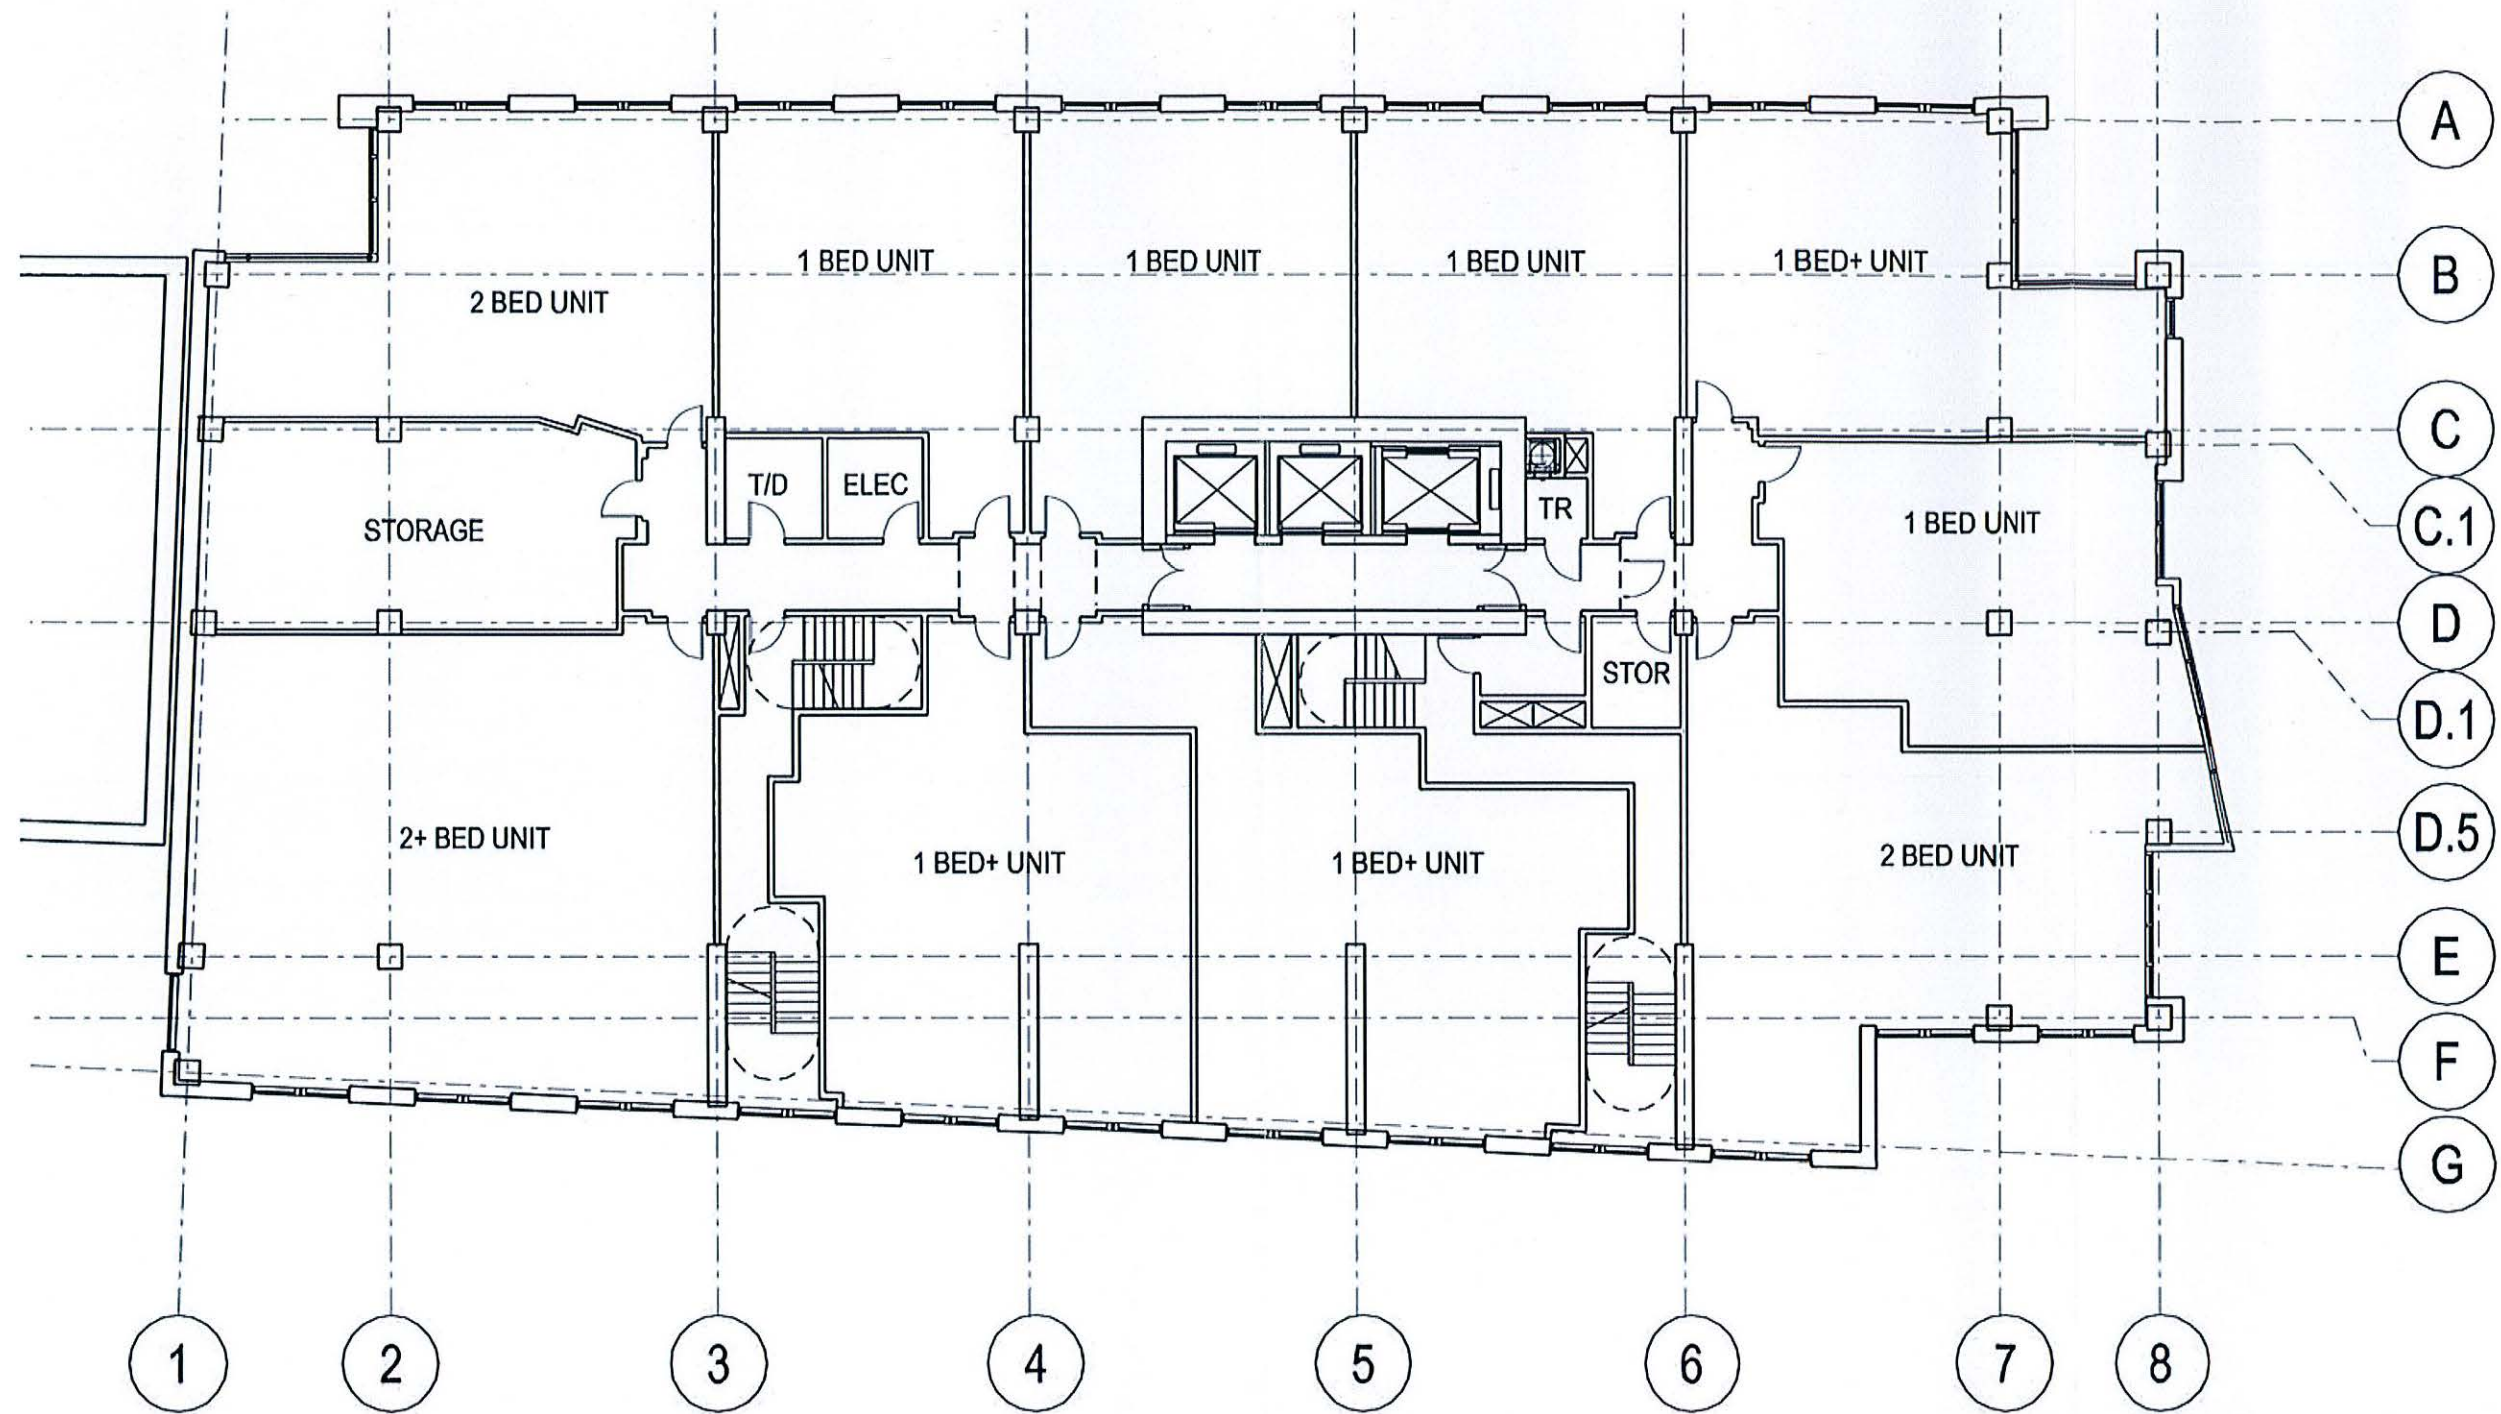 A
1 BED UNIT
1 BED UNIT
1 BED UNIT
1 BED+ UNIT
B
2 BED UNIT
C
T/D
ELEC
TR
STORAGE
1 BED UNIT
C.1
D
STOR
D.1
2+ BED UNIT
1 BED+ UNIT
1 BED+ UNIT
2 BED UNIT
D.5
E
F
G
1
2
3
4
5
6
7
8